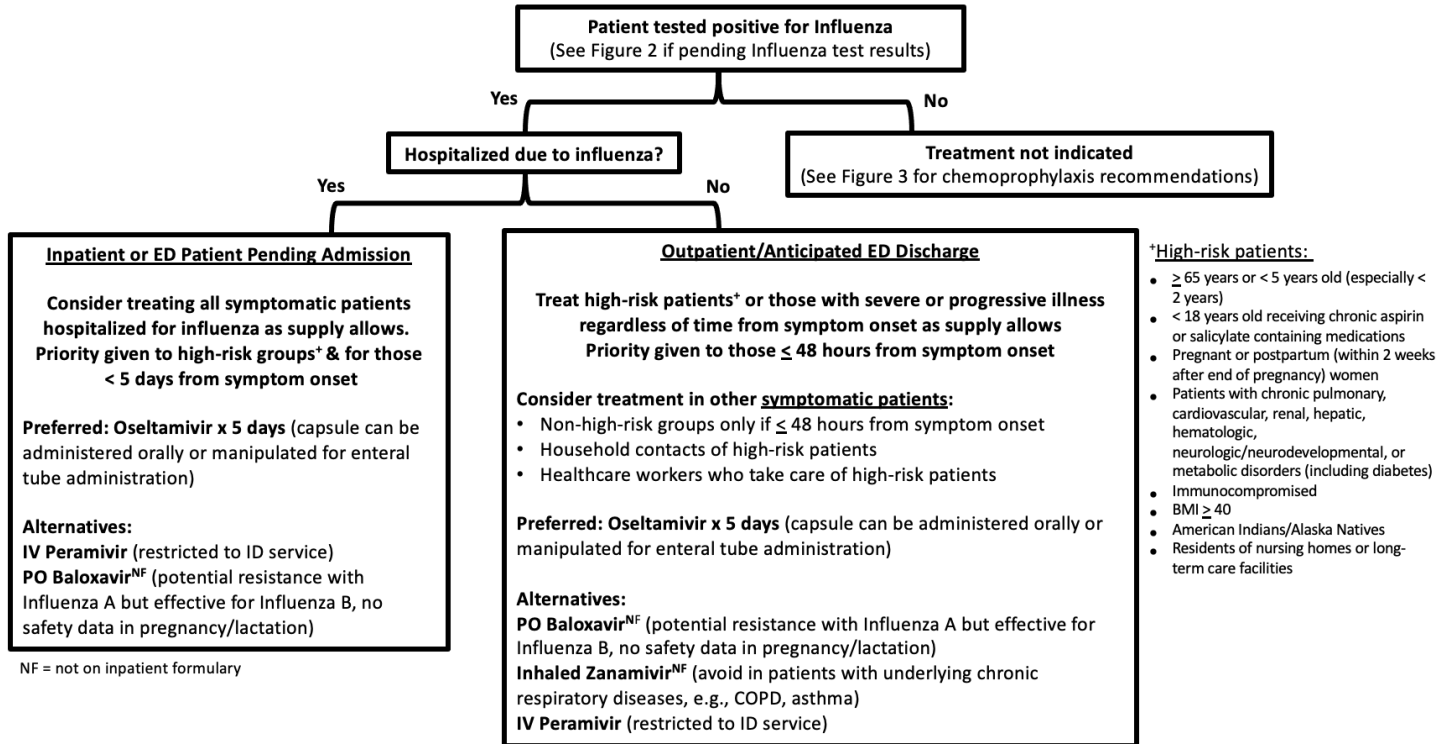 Patient tested positive for Influenza
(See Figure 2 if pending Influenza test results)
Yes
No
Hospitalized due to influenza?
Treatment not indicated
(See Figure 3 for chemoprophylaxis recommendations)
Yes
No
Inpatient or ED Patient Pending Admission
Consider treating all symptomatic patients
hospitalized for influenza as supply allows.
Priority given to high-risk groups⁺ & for those
< 5 days from symptom onset
Preferred: Oseltamivir x 5 days (capsule can be
administered orally or manipulated for enteral
tube administration)
Alternatives:
IV Peramivir (restricted to ID service)
PO Baloxavirᴺᶠ (potential resistance with
Influenza A but effective for Influenza B, no
safety data in pregnancy/lactation)
NF = not on inpatient formulary
Outpatient/Anticipated ED Discharge
Treat high-risk patients⁺ or those with severe or progressive illness
regardless of time from symptom onset as supply allows
Priority given to those ≤ 48 hours from symptom onset
Consider treatment in other symptomatic patients:
• Non-high-risk groups only if ≤ 48 hours from symptom onset
• Household contacts of high-risk patients
• Healthcare workers who take care of high-risk patients
Preferred: Oseltamivir x 5 days (capsule can be administered orally or
manipulated for enteral tube administration)
Alternatives:
PO Baloxavirᴺᶠ (potential resistance with Influenza A but effective for
Influenza B, no safety data in pregnancy/lactation)
Inhaled Zanamivirᴺᶠ (avoid in patients with underlying chronic
respiratory diseases, e.g., COPD, asthma)
IV Peramivir (restricted to ID service)
⁺High-risk patients:
• ≥ 65 years or < 5 years old (especially <
2 years)
• < 18 years old receiving chronic aspirin
or salicylate containing medications
• Pregnant or postpartum (within 2 weeks
after end of pregnancy) women
• Patients with chronic pulmonary,
cardiovascular, renal, hepatic,
hematologic,
neurologic/neurodevelopmental, or
metabolic disorders (including diabetes)
• Immunocompromised
• BMI ≥ 40
• American Indians/Alaska Natives
• Residents of nursing homes or long-
term care facilities